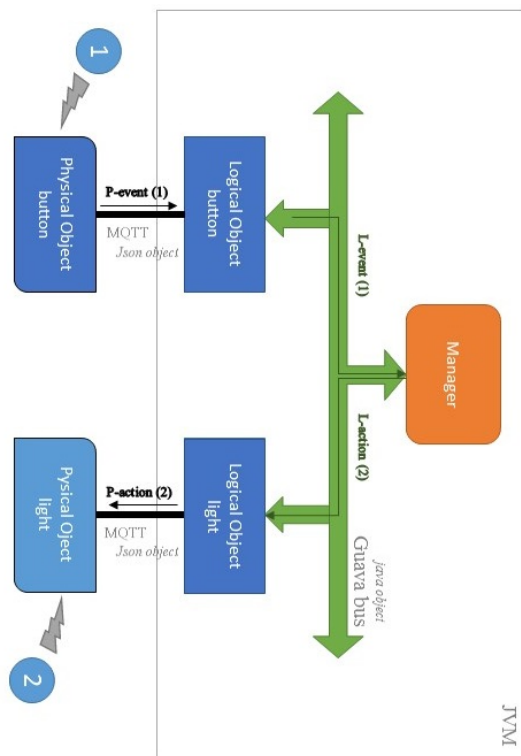 JVM
Manager
L-event (1)
L-action (2)
java object
Guava bus
Logical Object
button
Logical Object
light
P-event (1)
MQTT
Json object
P-action (2)
MQTT
Json object
1
Physical Object
button
Pysical Oject
light
2